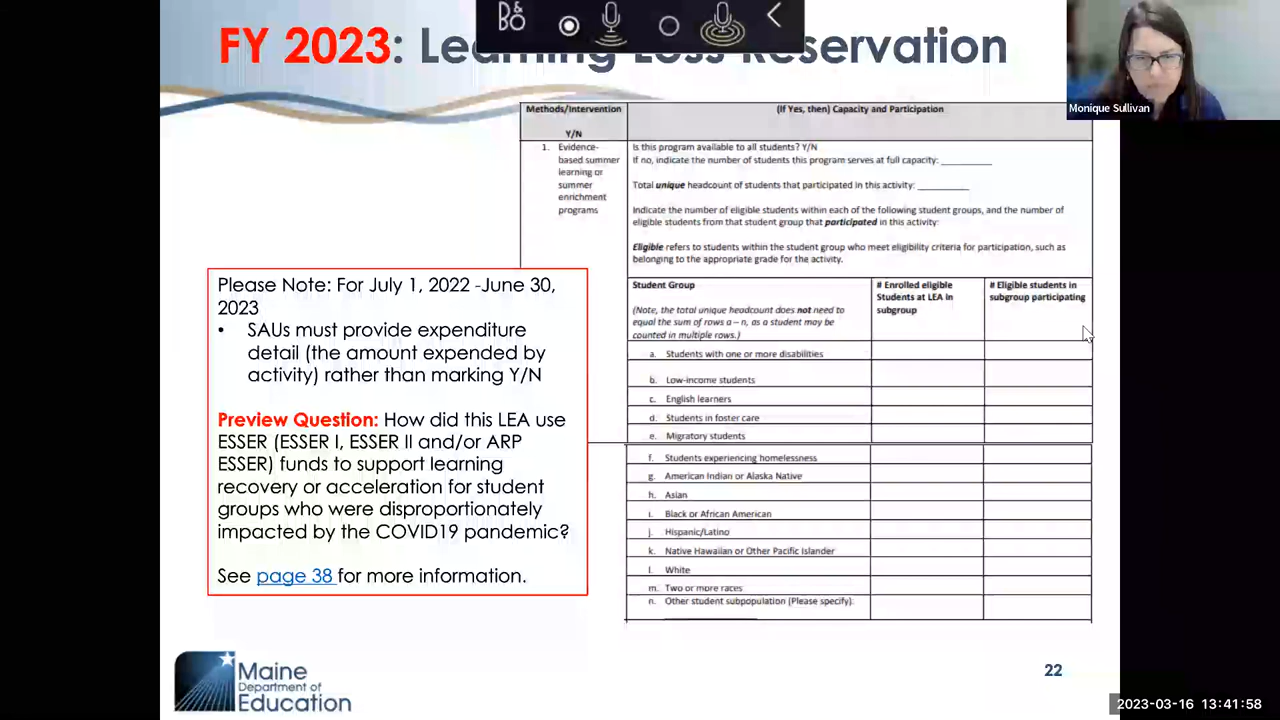 FY 2023: Learning Loss Reservation
Monique Sullivan
Methods/Intervention
Y/N
(If Yes, then) Capacity and Participation
1. Evidence-
based summer
learning or
summer
enrichment
programs
Is this program available to all students? Y/N
If no, indicate the number of students this program serves at full capacity: __________
Total unique headcount of students that participated in this activity: __________
Indicate the number of eligible students within each of the following student groups, and the number of
eligible students from that student group that participated in this activity:
Eligible refers to students within the student group who meet eligibility criteria for participation, such as
belonging to the appropriate grade for the activity.
Student Group
(Note, the total unique headcount does not need to
equal the sum of rows a – n, as a student may be
counted in multiple rows.)
# Enrolled eligible
Students at LEA in
subgroup
# Eligible students in
subgroup participating
a. Students with one or more disabilities
b. Low-income students
c. English learners
d. Students in foster care
e. Migratory students
f. Students experiencing homelessness
g. American Indian or Alaska Native
h. Asian
i. Black or African American
j. Hispanic/Latino
k. Native Hawaiian or Other Pacific Islander
l. White
m. Two or more races
n. Other student subpopulation (Please specify):
Please Note: For July 1, 2022 -June 30,
2023
• SAUs must provide expenditure
detail (the amount expended by
activity) rather than marking Y/N
Preview Question: How did this LEA use
ESSER (ESSER I, ESSER II and/or ARP
ESSER) funds to support learning
recovery or acceleration for student
groups who were disproportionately
impacted by the COVID19 pandemic?
See page 38 for more information.
Maine
Department of
Education
22
2023-03-16 13:41:58